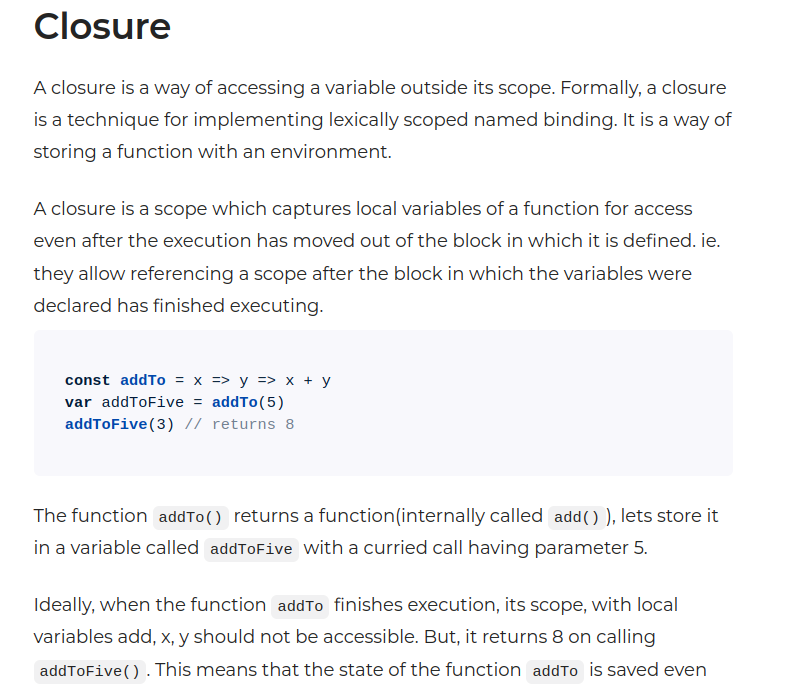 Closure
A closure is a way of accessing a variable outside its scope. Formally, a closure
is a technique for implementing lexically scoped named binding. It is a way of
storing a function with an environment.
A closure is a scope which captures local variables of a function for access
even after the execution has moved out of the block in which it is defined. ie.
they allow referencing a scope after the block in which the variables were
declared has finished executing.
const addTo = x => y => x + y
var addToFive = addTo(5)
addToFive(3) // returns 8
The function addTo() returns a function(internally called add() ), lets store it
in a variable called addToFive with a curried call having parameter 5.
Ideally, when the function addTo finishes execution, its scope, with local
variables add, x, y should not be accessible. But, it returns 8 on calling
addToFive() . This means that the state of the function addTo is saved even